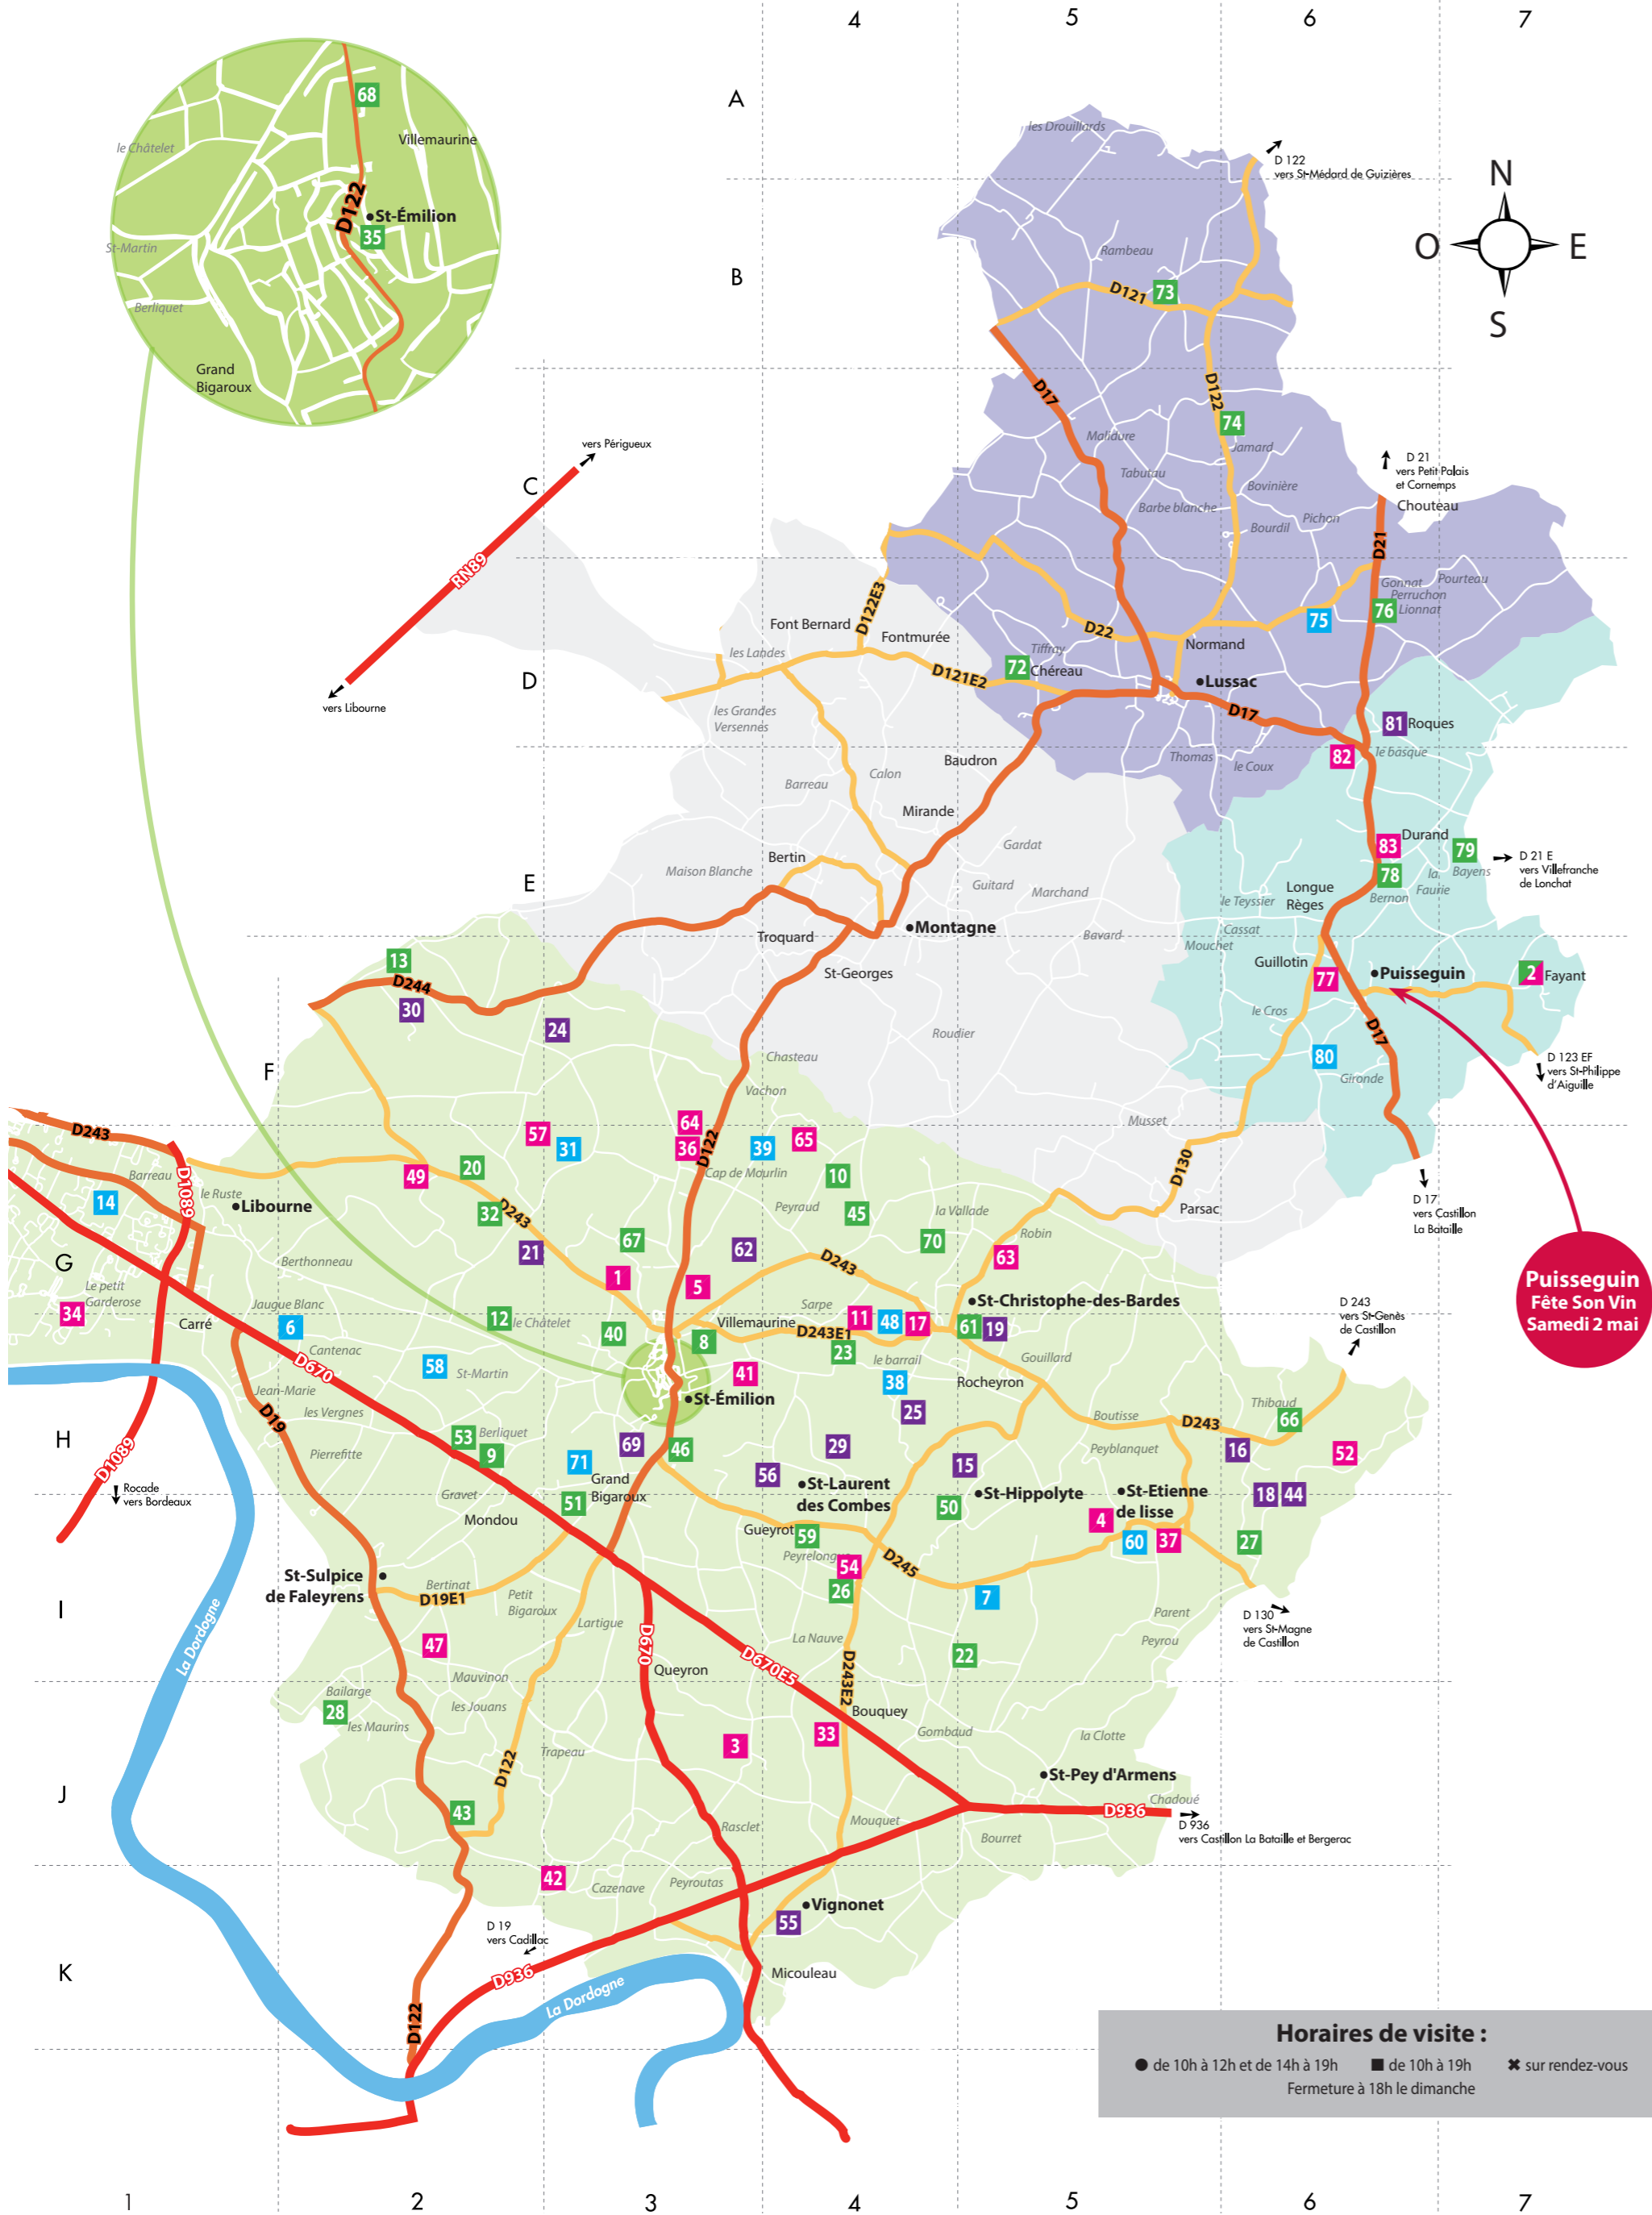 4
5
6
7
A
68
le Châtelet
Villemaurine
les Drouillards
D 122
vers St-Médard de Guizières
N
O
E
S
D122
St-Émilion
35
St-Martin
Berliquet
Grand
Bigaroux
B
Rambeau
D121
73
D17
D122
74
Malidure
Jamard
Tabutau
Bovinière
Barbe blanche
Pichon
Bourdil
D 21
vers Petit Palais
et Cornemps
Chouteau
D21
vers Périgueux
C
RN89
vers Libourne
Gonnat
Pourteau
Perruchon
76
Lionnat
75
D122E3
Font Bernard
Fontmurée
les Landes
D22
Normand
Tiffray
72
Chéreau
D121E2
D
Lussac
D17
les Grandes
Versennes
81
Roques
82
le basque
Thomas
le Coux
Baudron
Calon
Barreau
Mirande
Durand
83
79
78
la
Faurie
Bayens
Bernon
D 21 E
vers Villefranche
de Lonchat
Gardat
Bertin
Maison Blanche
E
Guitard
Marchand
Longue
Règes
le Teyssier
Cassat
Mouchet
Montagne
Bavard
Troquard
St-Georges
Guillotin
77
Puisseguin
2
Fayant
13
D244
30
24
le Cros
D17
Roudier
Chasteau
80
Gironde
D 123 EF
vers St-Philippe
d'Aiguille
F
Vachon
Musset
64
57
31
36
D122
39
65
D243
Cap de Mourlin
Barreau
D1089
49
20
10
D130
14
le Ruste
Libourne
32
D243
Peyraud
45
la Vallade
Parsac
D 17
vers Castillon
La Bataille
67
21
62
70
Robin
63
G
Berthonneau
D243
1
5
Le petit
Garderose
34
Carré
Jaugue Blanc
6
12
le Châtelet
Sarpe
11
48
17
St-Christophe-des-Bardes
61
19
D 243
vers St-Genès
de Castillon
Puisseguin
Fête Son Vin
Samedi 2 mai
40
8
Villemaurine
D243E1
23
Cantenac
58
St-Martin
D670
le barrail
Gouillard
41
38
Rocheyron
Jean-Marie
St-Émilion
25
Thibaud
66
les Vergnes
D19
Boutisse
D243
H
53
Berliquet
9
69
46
29
Peyblanquet
16
52
Pierrefitte
D1089
71
56
15
Rocade
vers Bordeaux
Grand
Bigaroux
51
Gravet
Mondou
St-Laurent
des Combes
St-Hippolyte
50
St-Etienne
de lisse
18
44
4
Gueyrot
59
60
37
27
Peyrelongue
54
26
D245
7
St-Sulpice
de Faleyrens
Bertinat
D19E1
Petit
Bigaroux
I
Lartigue
Parent
D 130
vers St-Magne
de Castillon
La Dordogne
47
D670
D670E5
La Nauve
22
Peyrou
Queyron
Mauvinon
D243E2
Bailarge
28
les Maurins
les Jouans
Bouquey
3
33
Gombaud
la Clotte
Trapeau
D122
J
St-Pey d'Armens
Chadoué
43
D936
Rasclet
Mouquet
Bourret
D 936
vers Castillon La Bataille et Bergerac
42
Cazenave
Peyroutas
Vignonet
55
D 19
vers Cadillac
K
D936
Micouleau
La Dordogne
D122
Horaires de visite :
● de 10h à 12h et de 14h à 19h ■ de 10h à 19h ✖ sur rendez-vous
Fermeture à 18h le dimanche
1
2
3
4
5
6
7